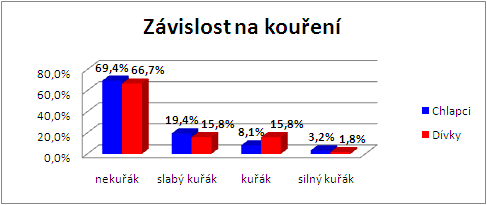 Závislost na kouření
80,0%
60,0%
40,0%
20,0%
0,0%
69,4% 66,7%
19,4% 15,8%
8,1% 15,8%
3,2% 1,8%
nekuřák slabý kuřák kuřák silný kuřák
Chlapci
Dívky